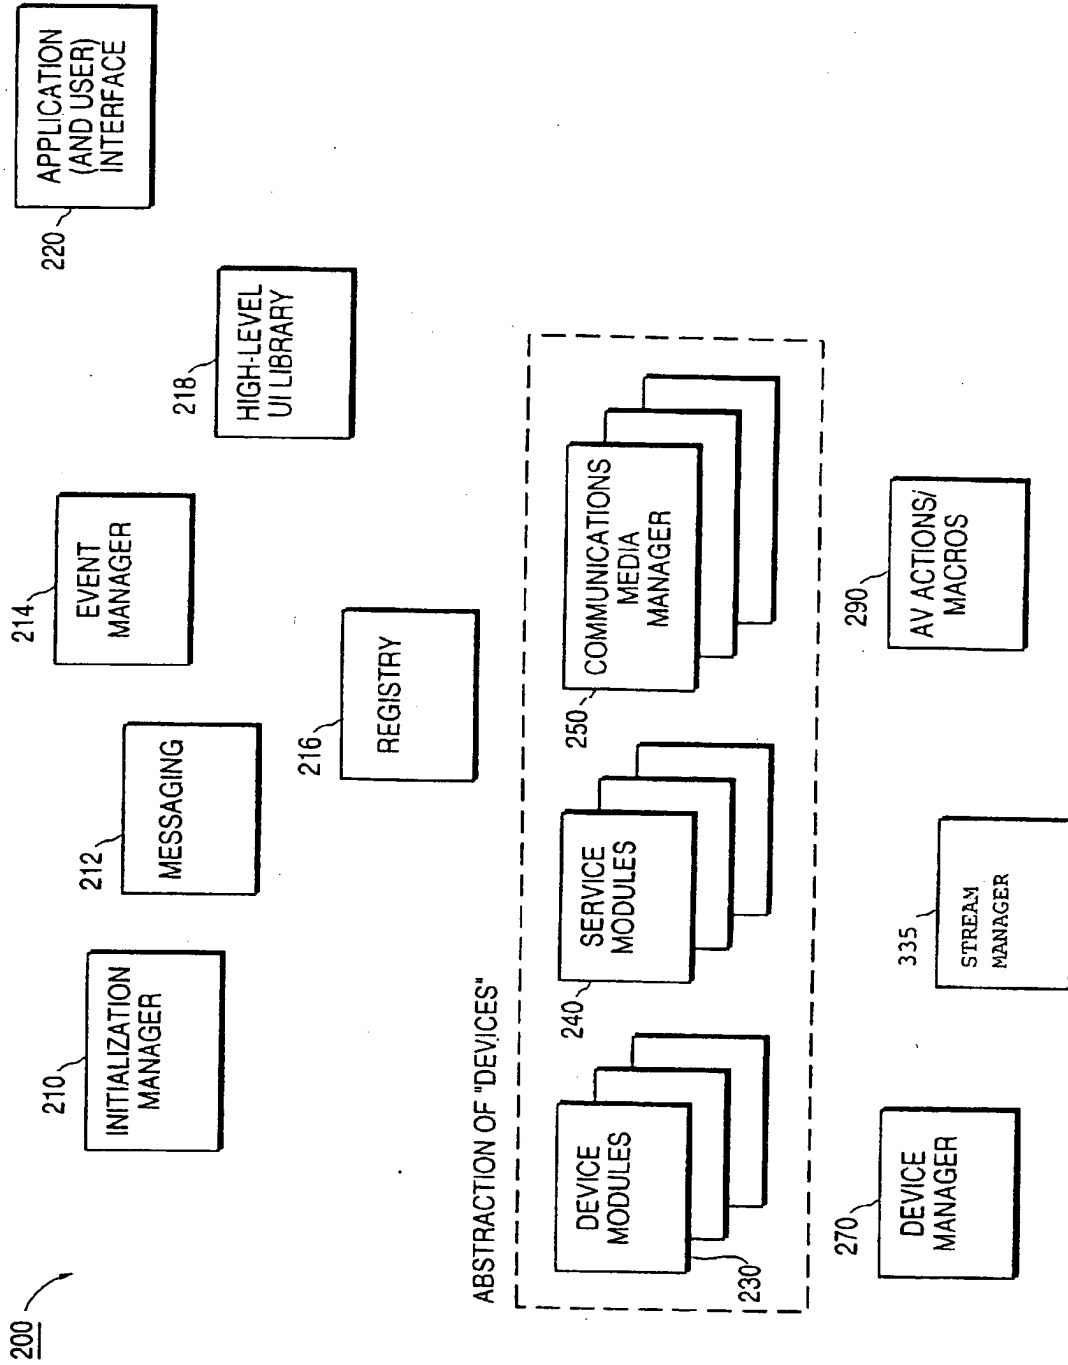 200
210
INITIALIZATION
MANAGER
212
MESSAGING
214
EVENT
MANAGER
220
APPLICATION
(AND USER)
INTERFACE
216
REGISTRY
218
HIGH-LEVEL
UI LIBRARY
ABSTRACTION OF "DEVICES"
DEVICE
MODULES
230
240
SERVICE
MODULES
250
COMMUNICATIONS
MEDIA
MANAGER
270
DEVICE
MANAGER
335
STREAM
MANAGER
290
AV ACTIONS/
MACROS